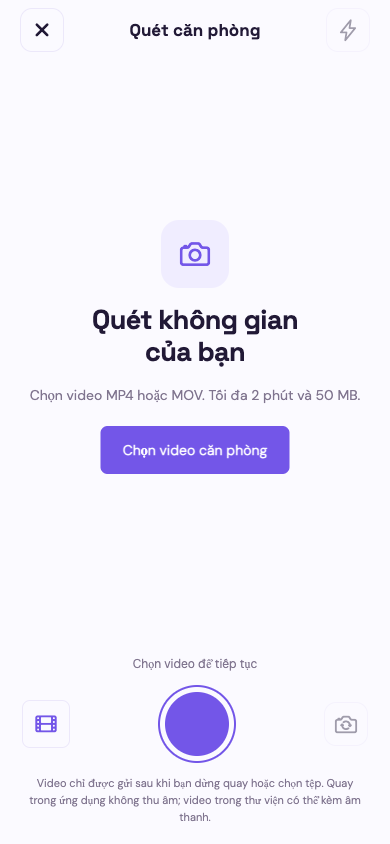 Quét căn phòng
Quét không gian
của bạn
Chọn video MP4 hoặc MOV. Tối đa 2 phút và 50 MB.
Chọn video căn phòng
Chọn video để tiếp tục
Video chỉ được gửi sau khi bạn dừng quay hoặc chọn tệp. Quay
trong ứng dụng không thu âm; video trong thư viện có thể kèm âm
thanh.